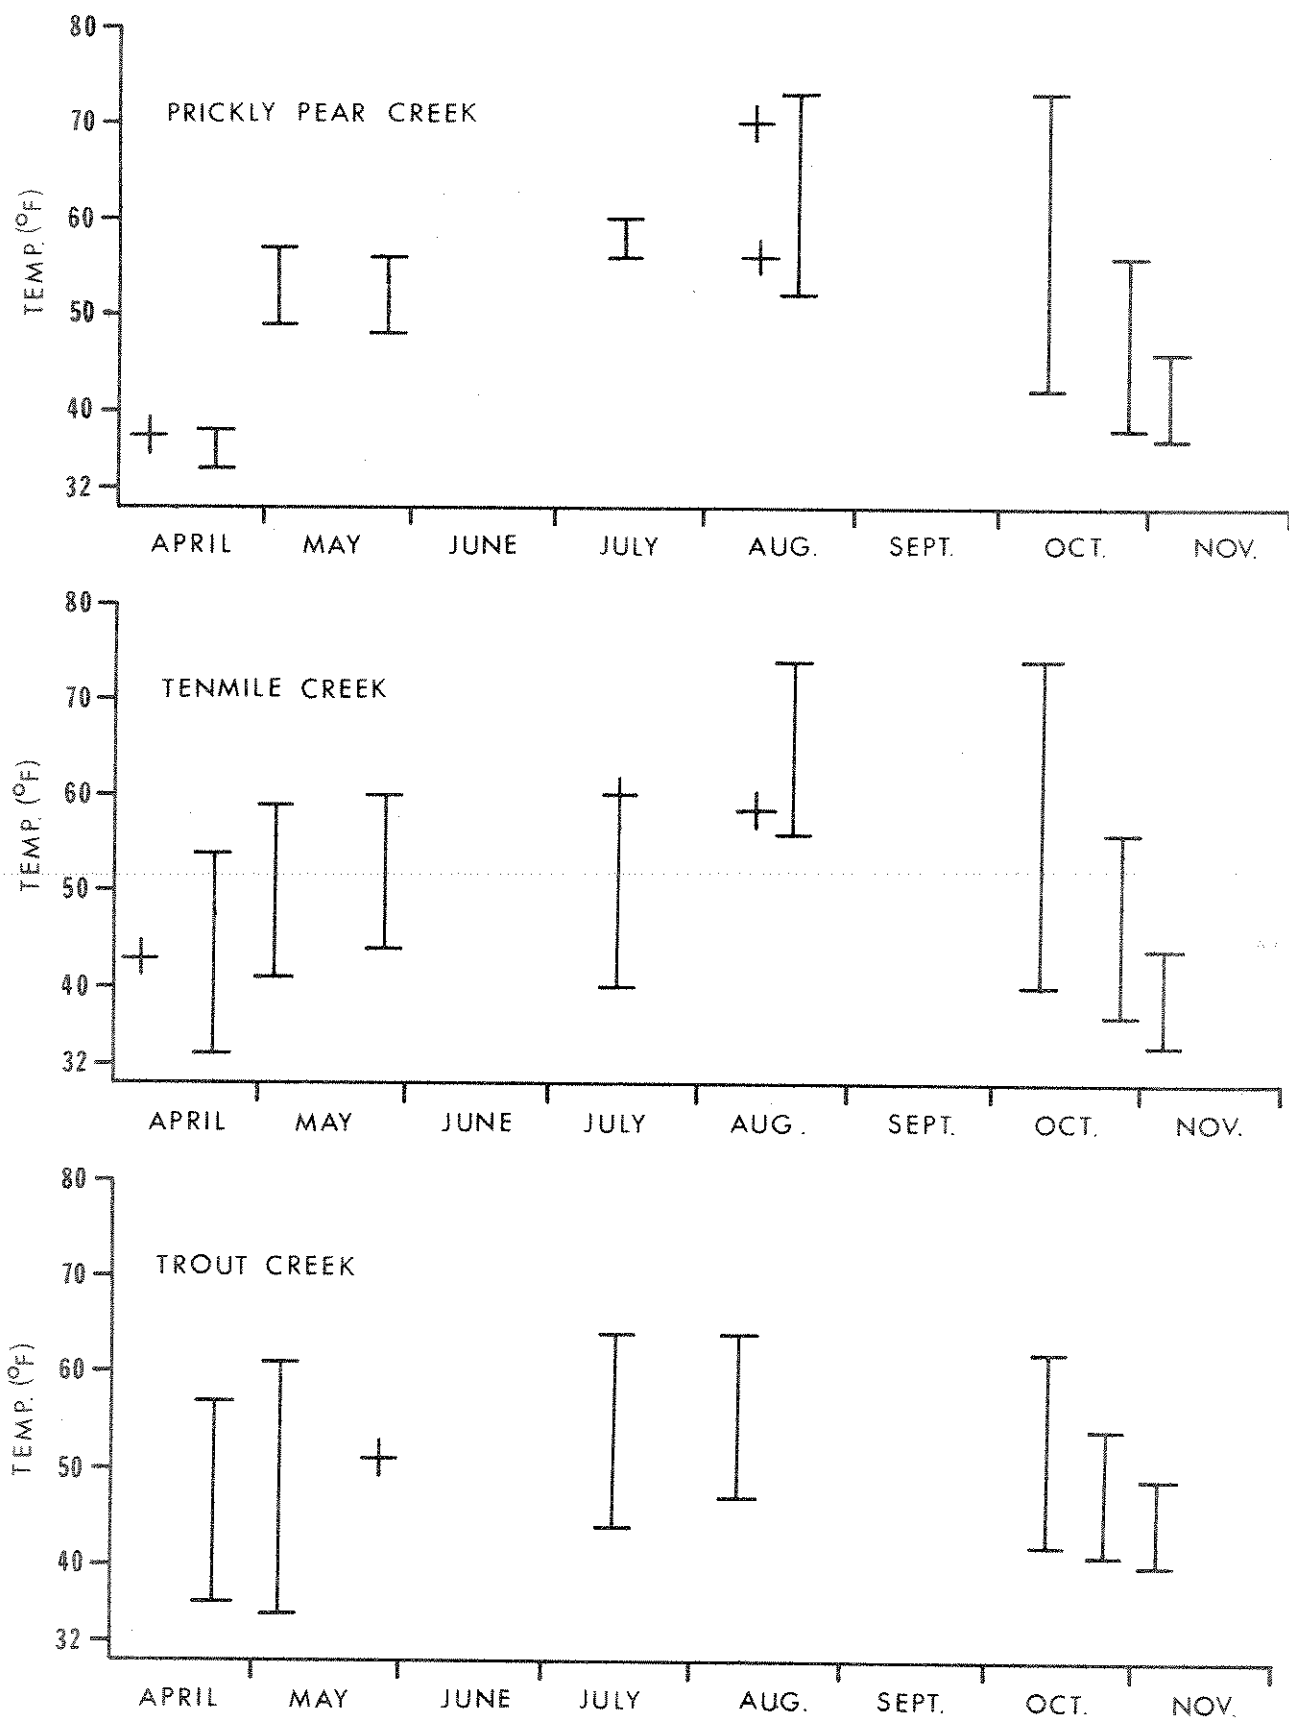 80
70
60
50
40
32
TEMP. (°F)
PRICKLY PEAR CREEK
APRIL MAY JUNE JULY AUG. SEPT. OCT. NOV.
80
70
60
50
40
32
TEMP. (°F)
TENMILE CREEK
APRIL MAY JUNE JULY AUG. SEPT. OCT. NOV.
80
70
60
50
40
32
TEMP. (°F)
TROUT CREEK
APRIL MAY JUNE JULY AUG. SEPT. OCT. NOV.